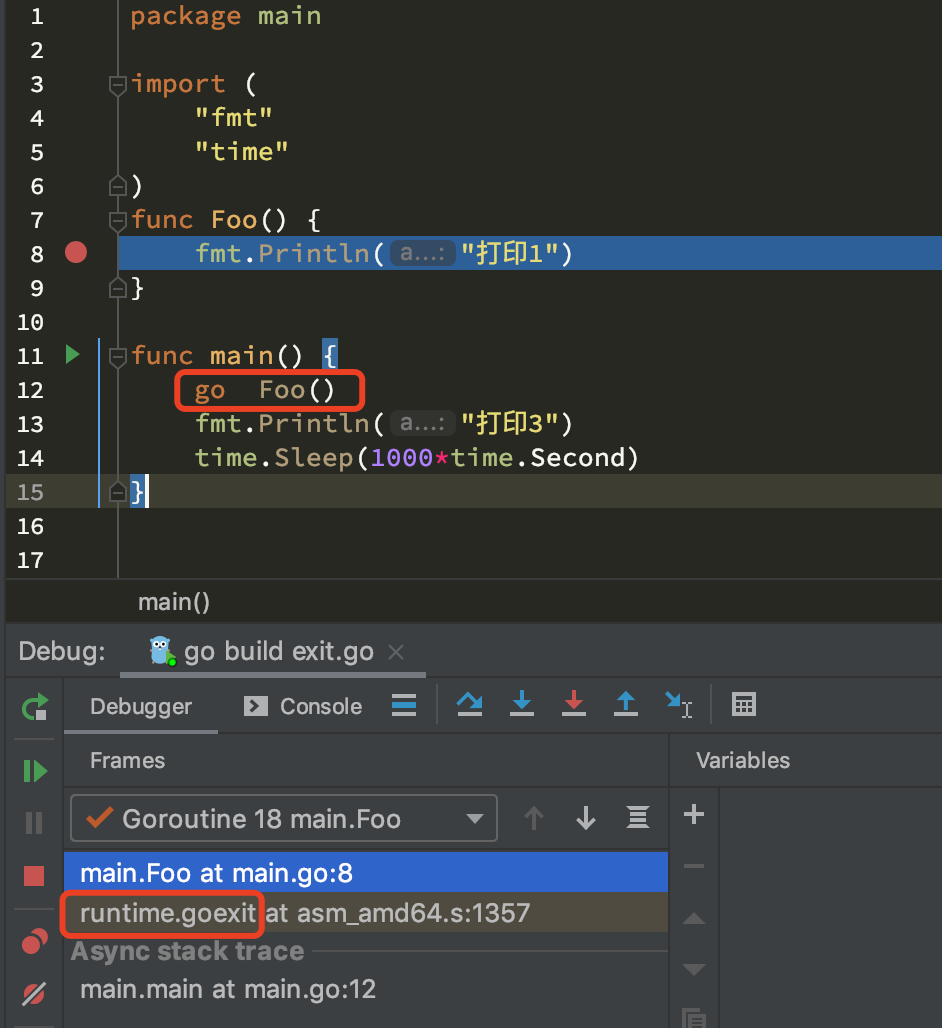 1 package main
2
3 import (
4 "fmt"
5 "time"
6 )
7 func Foo() {
8 fmt.Println( a...: "打印1")
9 }
10
11 func main() {
12 go Foo()
13 fmt.Println( a...: "打印3")
14 time.Sleep(1000*time.Second)
15 }
16
17
main()
Debug: go build exit.go
Debugger Console
Frames Variables
Goroutine 18 main.Foo
main.Foo at main.go:8
runtime.goexit at asm_amd64.s:1357
Async stack trace
main.main at main.go:12